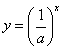 y = (1/a)^x